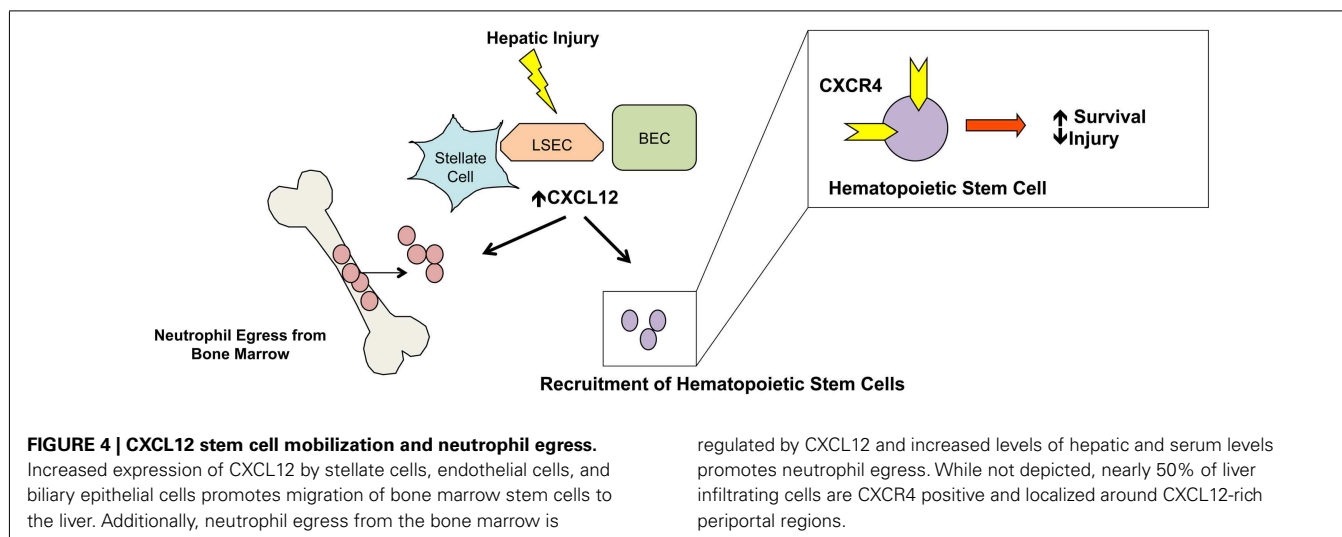 Hepatic Injury
Stellate
Cell
LSEC
BEC
↑CXCL12
Neutrophil Egress from
Bone Marrow
Recruitment of Hematopoietic Stem Cells
CXCR4
↑ Survival
↓Injury
Hematopoietic Stem Cell
FIGURE 4 | CXCL12 stem cell mobilization and neutrophil egress.
Increased expression of CXCL12 by stellate cells, endothelial cells, and
biliary epithelial cells promotes migration of bone marrow stem cells to
the liver. Additionally, neutrophil egress from the bone marrow is
regulated by CXCL12 and increased levels of hepatic and serum levels
promotes neutrophil egress. While not depicted, nearly 50% of liver
infiltrating cells are CXCR4 positive and localized around CXCL12-rich
periportal regions.